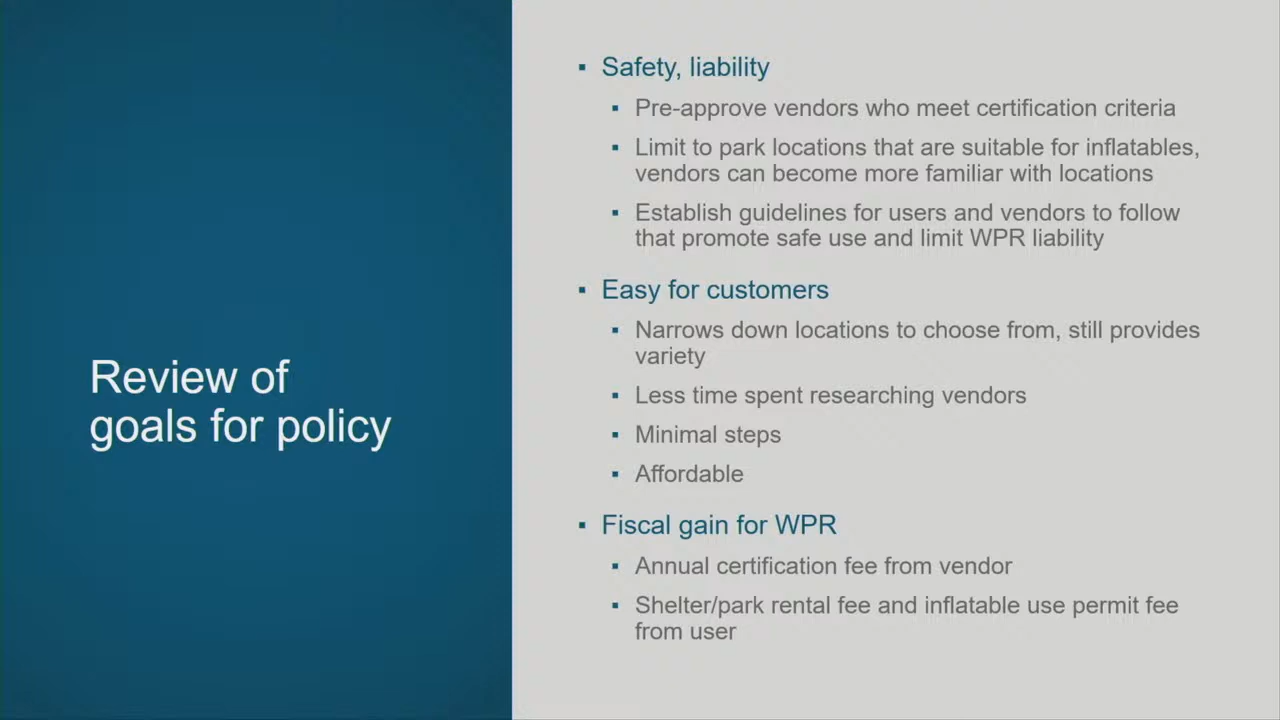 Review of
goals for policy
▪ Safety, liability
▪ Pre-approve vendors who meet certification criteria
▪ Limit to park locations that are suitable for inflatables,
vendors can become more familiar with locations
▪ Establish guidelines for users and vendors to follow
that promote safe use and limit WPR liability
▪ Easy for customers
▪ Narrows down locations to choose from, still provides
variety
▪ Less time spent researching vendors
▪ Minimal steps
▪ Affordable
▪ Fiscal gain for WPR
▪ Annual certification fee from vendor
▪ Shelter/park rental fee and inflatable use permit fee
from user